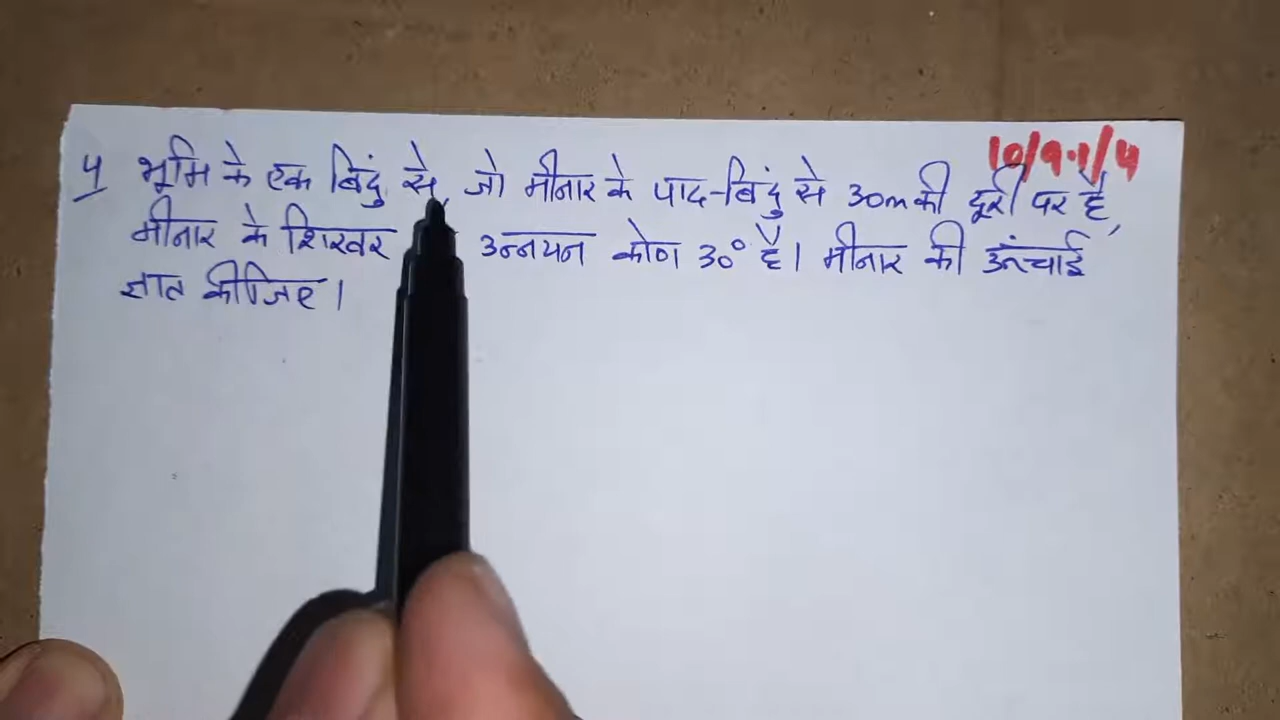 10/9.1/4
4 भूमि के एक बिंदु से, जो मीनार के पाद-बिंदु से 30m की दूरी पर है,
मीनार के शिखर उन्नयन कोण 30° है। मीनार की ऊंचाई
ज्ञात कीजिए।